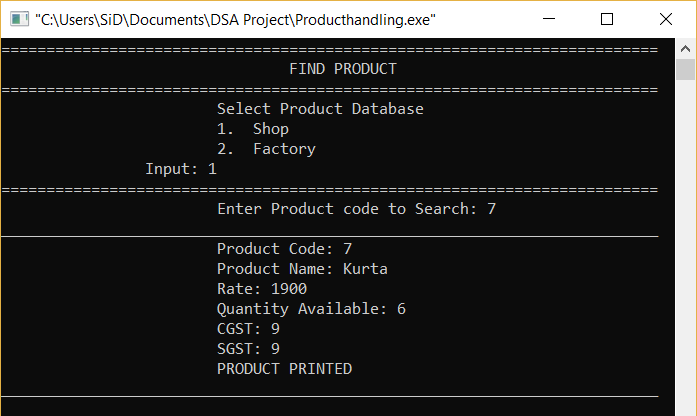 "C:\Users\SiD\Documents\DSA Project\Producthandling.exe"
=========================================================================
FIND PRODUCT
=========================================================================
Select Product Database
1.  Shop
2.  Factory
Input: 1
=========================================================================
Enter Product code to Search: 7
_________________________________________________________________________
Product Code: 7
Product Name: Kurta
Rate: 1900
Quantity Available: 6
CGST: 9
SGST: 9
PRODUCT PRINTED
_________________________________________________________________________